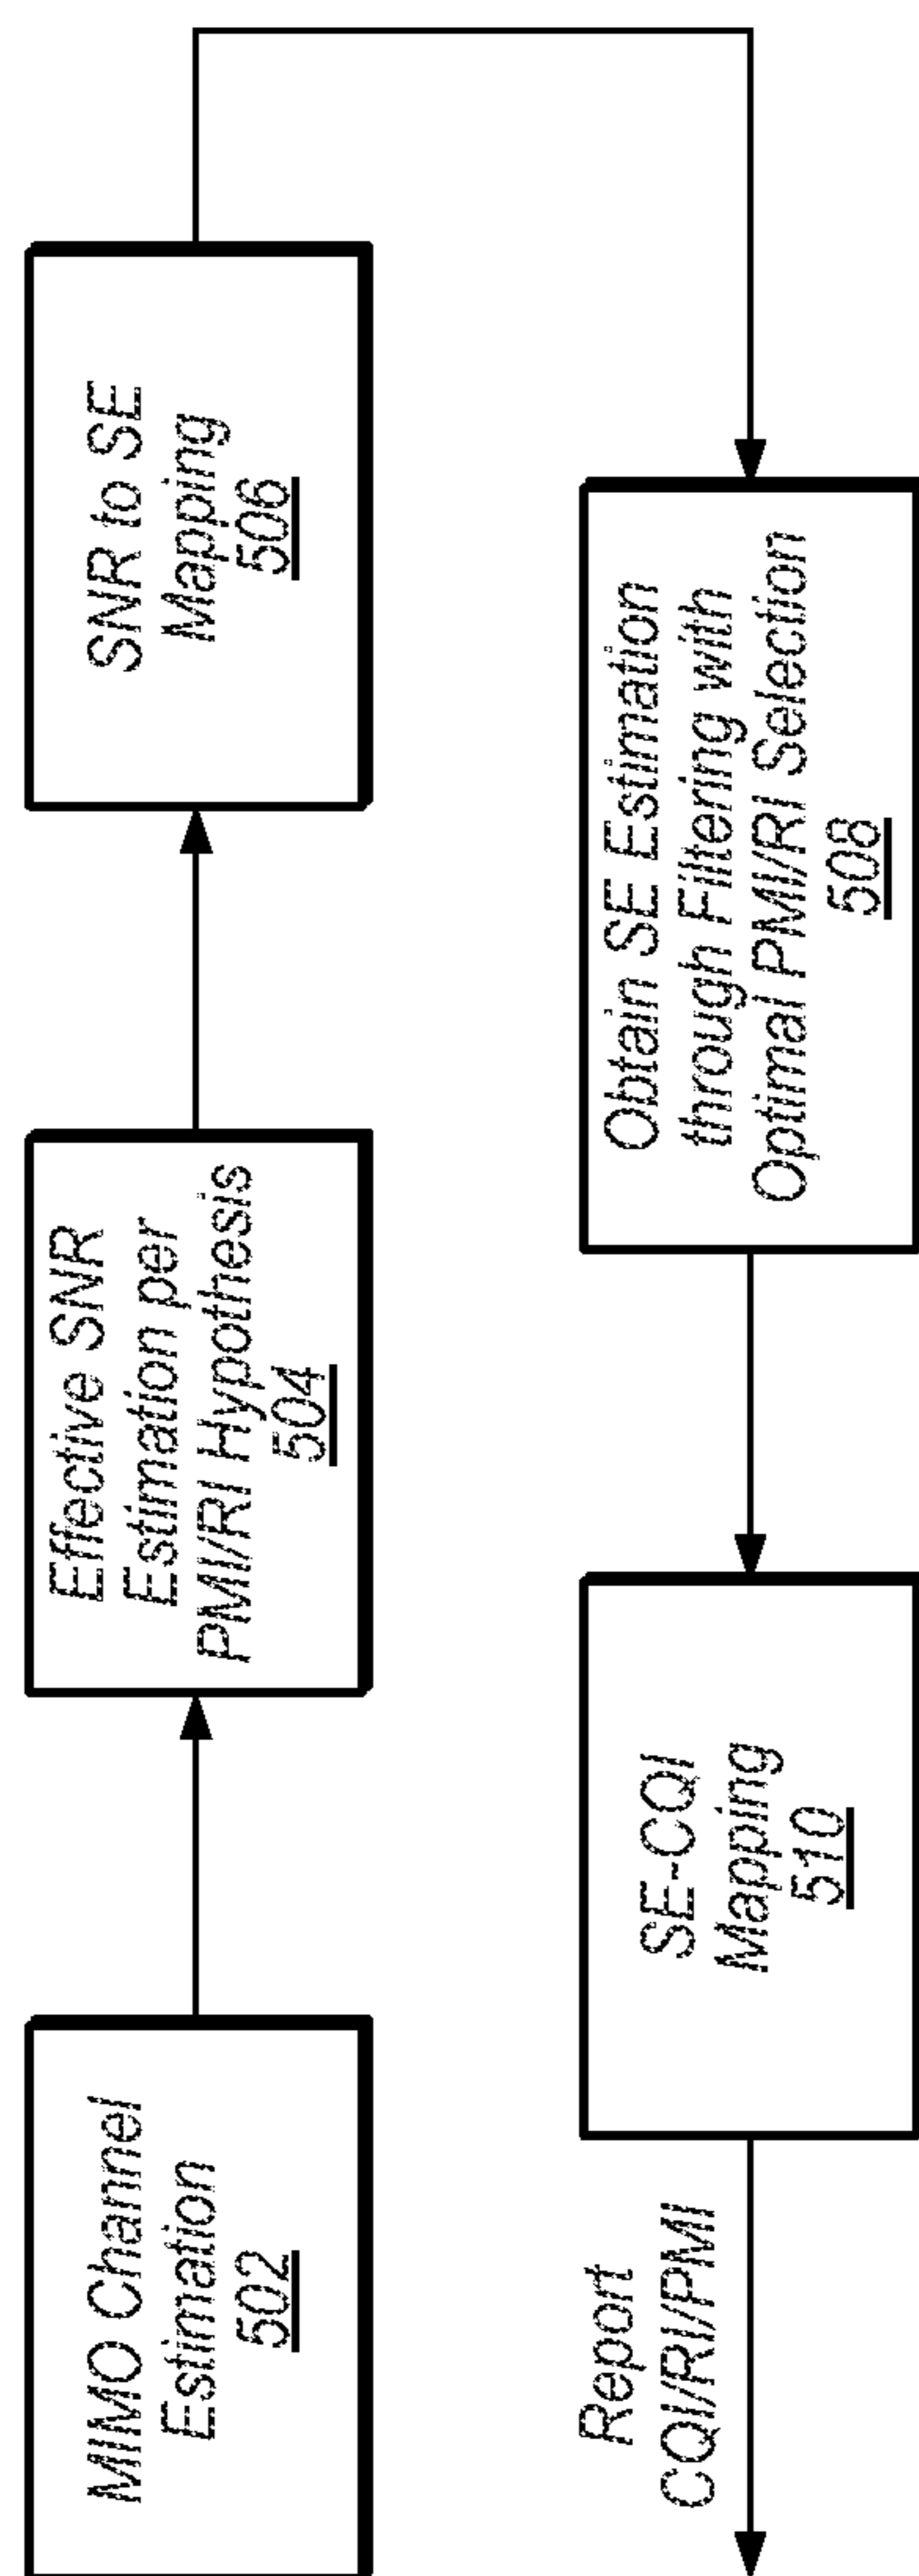 MIMO Channel
Estimation
502
Effective SNR
Estimation per
PMI/RI Hypothesis
504
SNR to SE
Mapping
506
Obtain SE Estimation
through Filtering with
Optimal PMI/RI Selection
508
SE-CQI
Mapping
510
Report
CQI/RI/PMI